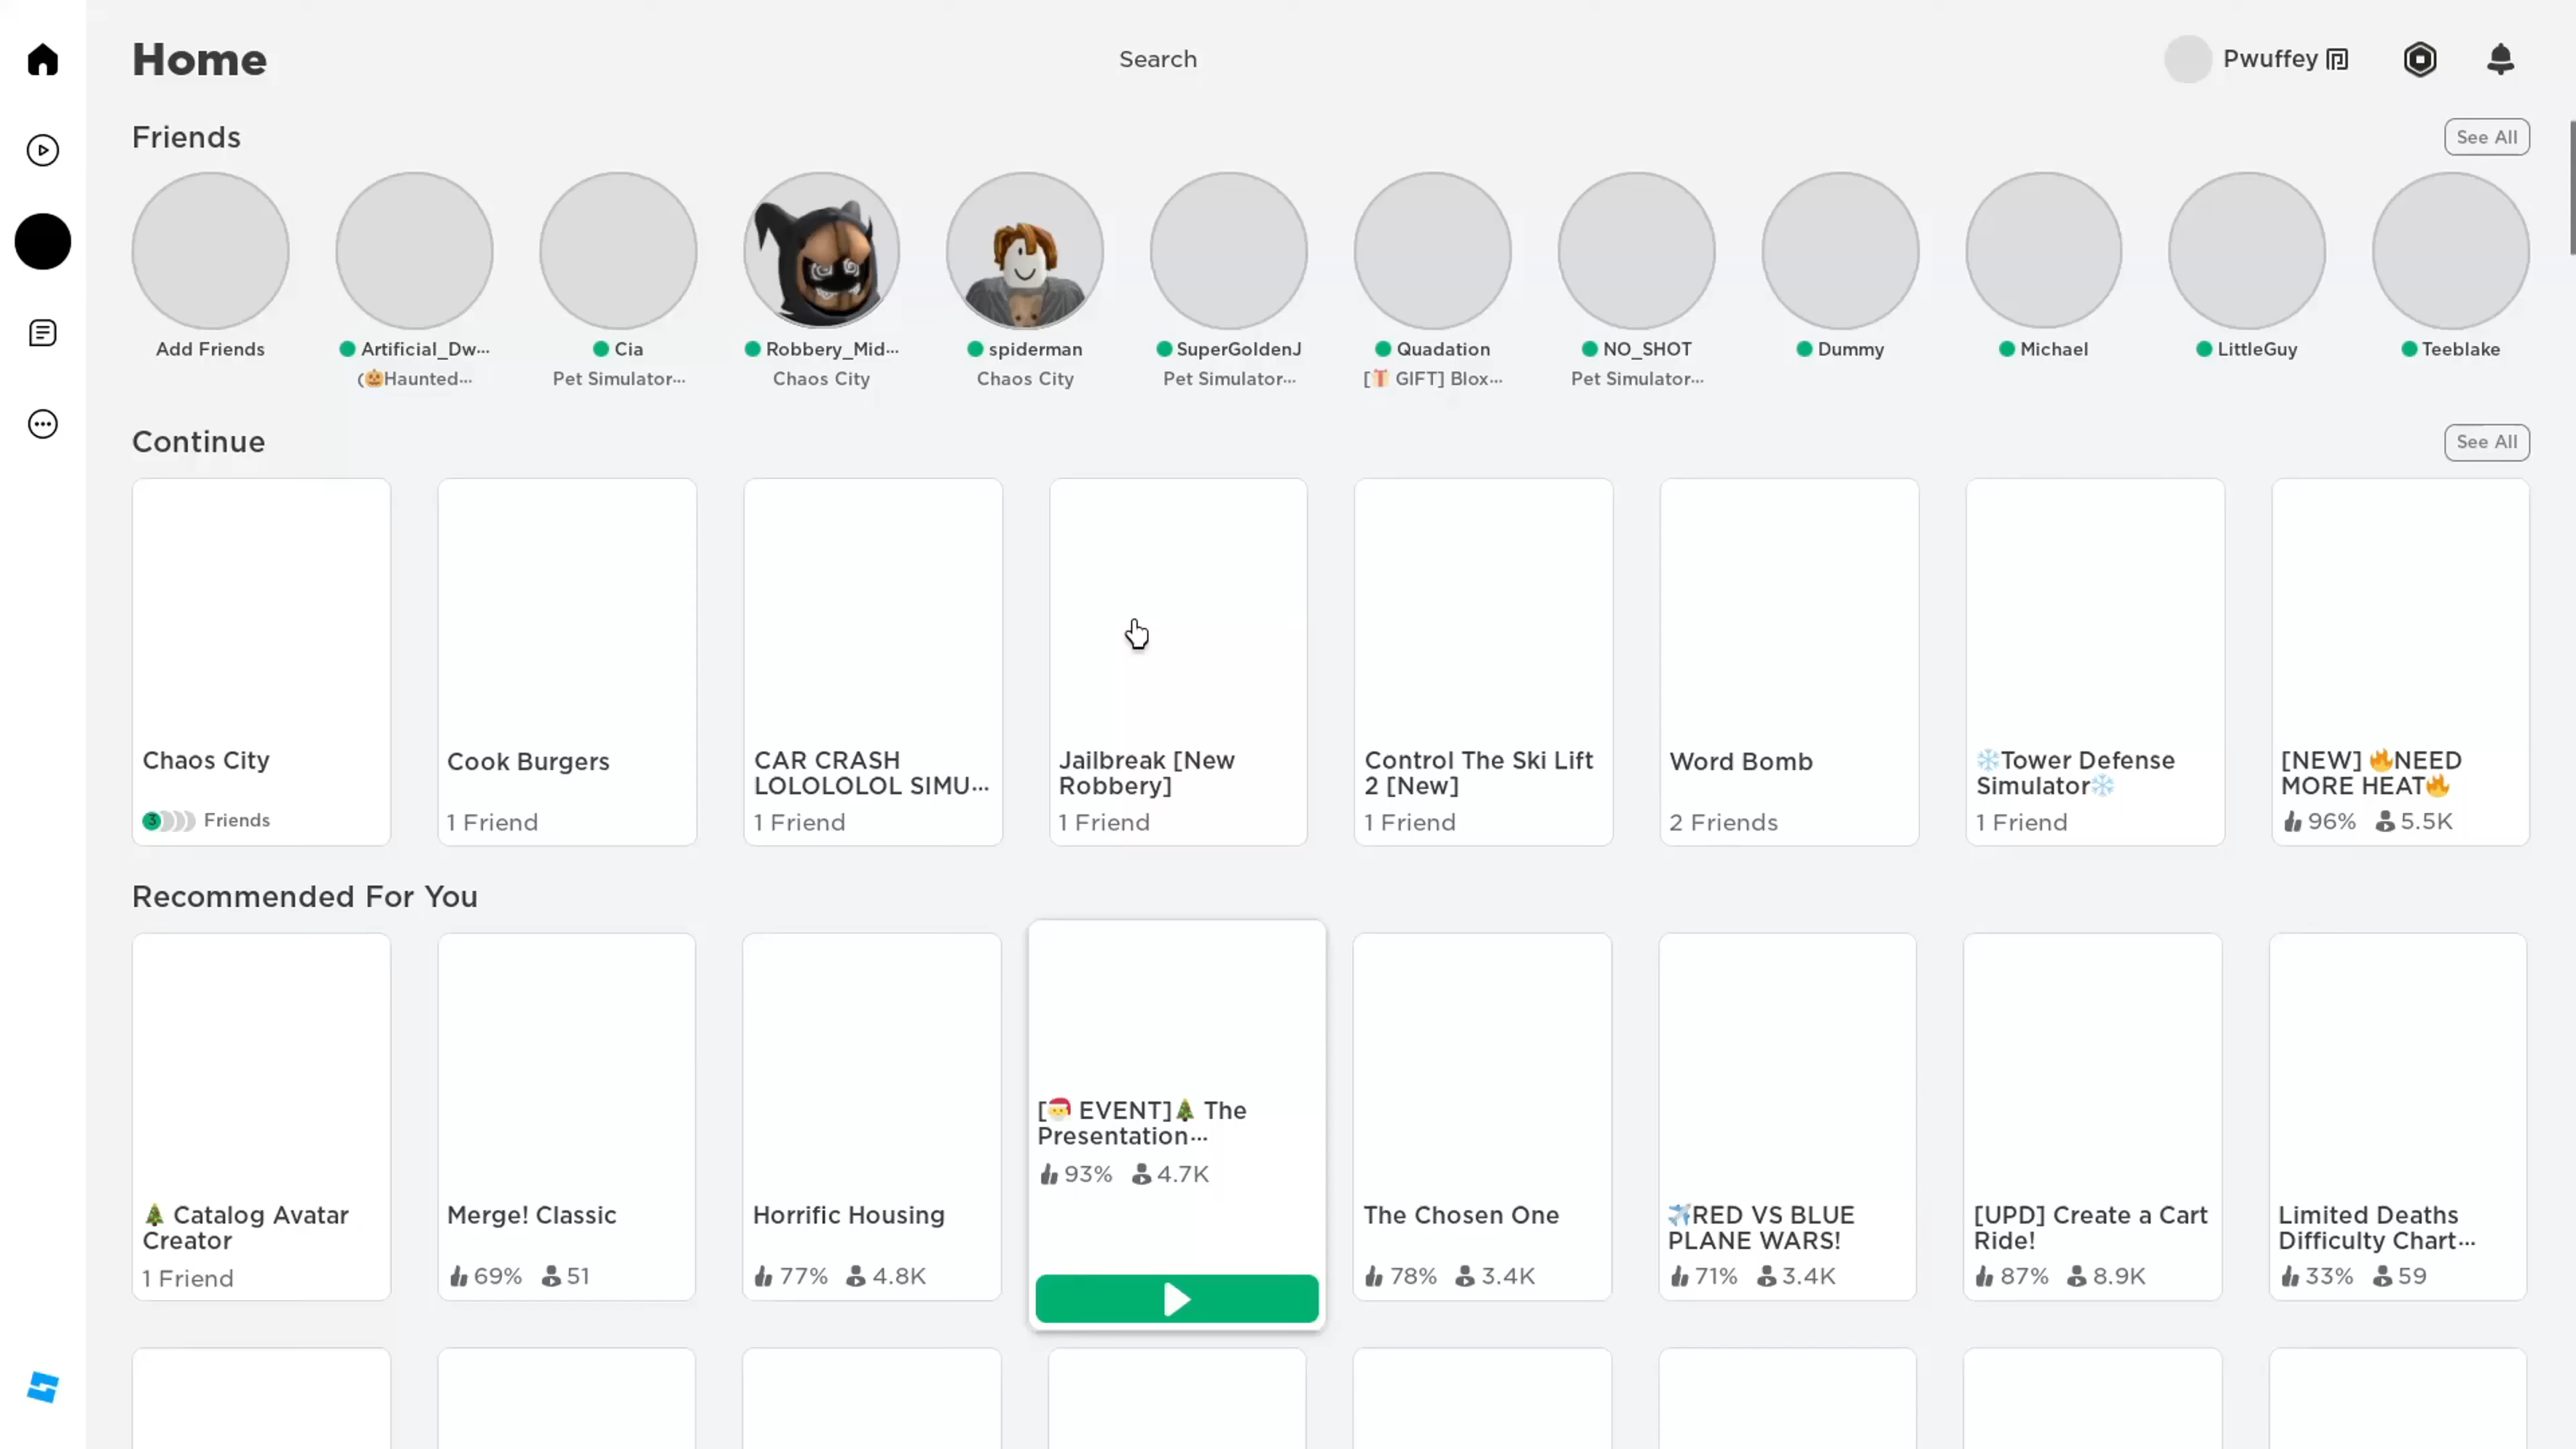 Home
Search
Pwuffey
Friends
See All
Add Friends
Artificial_Dw...
(🎃Haunted...
Cia
Pet Simulator...
Robbery_Mid...
Chaos City
spiderman
Chaos City
SuperGoldenJ
Pet Simulator...
Quadation
[🎁 GIFT] Blox...
NO_SHOT
Pet Simulator...
Dummy
Michael
LittleGuy
Teeblake
Continue
See All
Chaos City
3 Friends
Cook Burgers
1 Friend
CAR CRASH
LOLOLOLOL SIMU...
1 Friend
Jailbreak [New
Robbery]
1 Friend
Control The Ski Lift
2 [New]
1 Friend
Word Bomb
2 Friends
❄️Tower Defense
Simulator❄️
1 Friend
[NEW] 🔥NEED
MORE HEAT🔥
96% 5.5K
Recommended For You
🎄 Catalog Avatar
Creator
1 Friend
Merge! Classic
69% 51
Horrific Housing
77% 4.8K
[🎅 EVENT]🎄 The
Presentation...
93% 4.7K
The Chosen One
78% 3.4K
✈️RED VS BLUE
PLANE WARS!
71% 3.4K
[UPD] Create a Cart
Ride!
87% 8.9K
Limited Deaths
Difficulty Chart...
33% 59